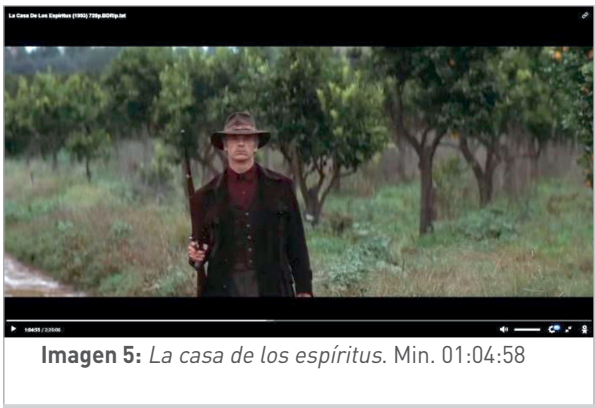 La Casa De Los Espíritus (1993) 720p.BDRip.lat
1:04:51 / 2:20:06
Imagen 5: La casa de los espíritus. Min. 01:04:58